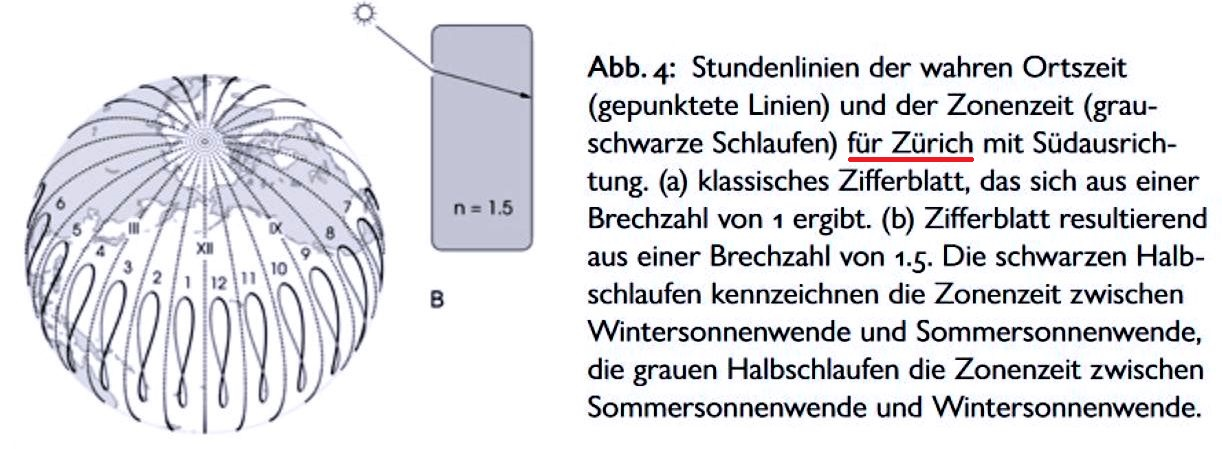 6
5
4
3
2
1
12
11
10
9
8
7
III
XII
IX
n = 1.5
B
Abb. 4: Stundenlinien der wahren Ortszeit
(gepunktete Linien) und der Zonenzeit (grau-
schwarze Schlaufen) für Zürich mit Südausrich-
tung. (a) klassisches Zifferblatt, das sich aus einer
Brechzahl von 1 ergibt. (b) Zifferblatt resultierend
aus einer Brechzahl von 1.5. Die schwarzen Halb-
schlaufen kennzeichnen die Zonenzeit zwischen
Wintersonnenwende und Sommersonnenwende,
die grauen Halbschlaufen die Zonenzeit zwischen
Sommersonnenwende und Wintersonnenwende.